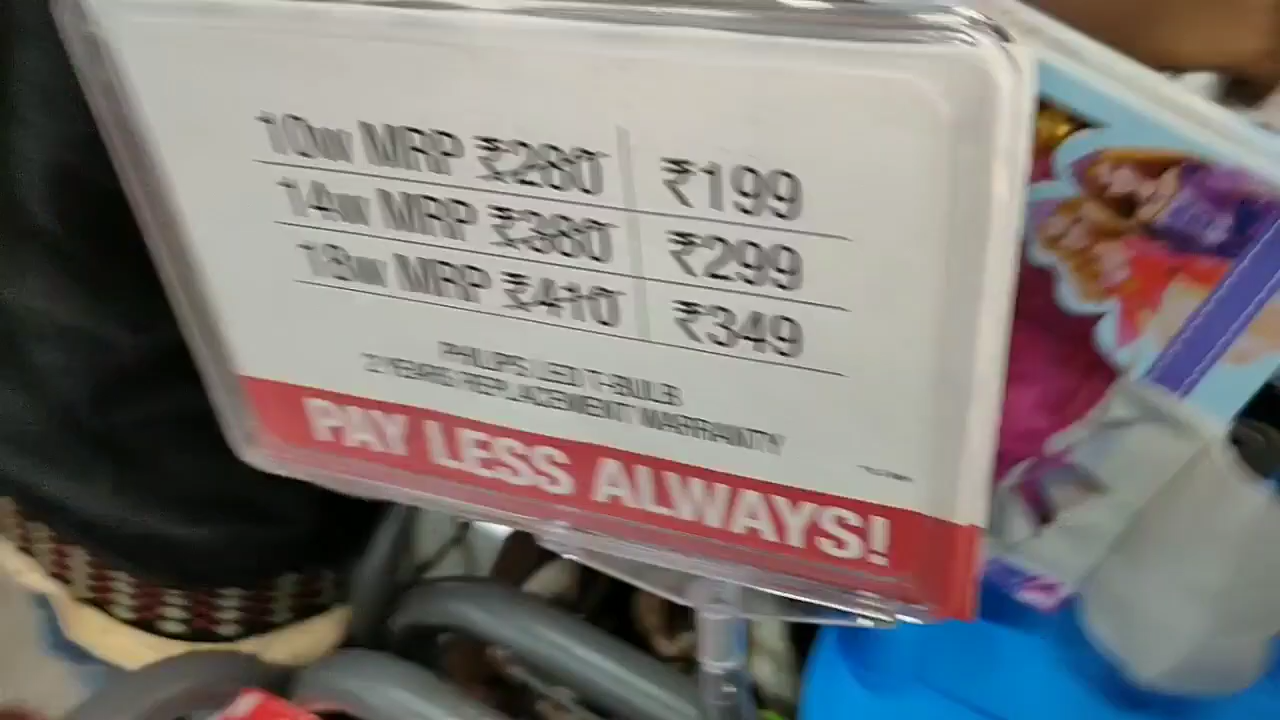 10w MRP ₹280 ₹199
14w MRP ₹380 ₹299
18w MRP ₹410 ₹349
PHILIPS LED T-BULB
2 YEARS REPLACEMENT WARRANTY
PAY LESS ALWAYS!